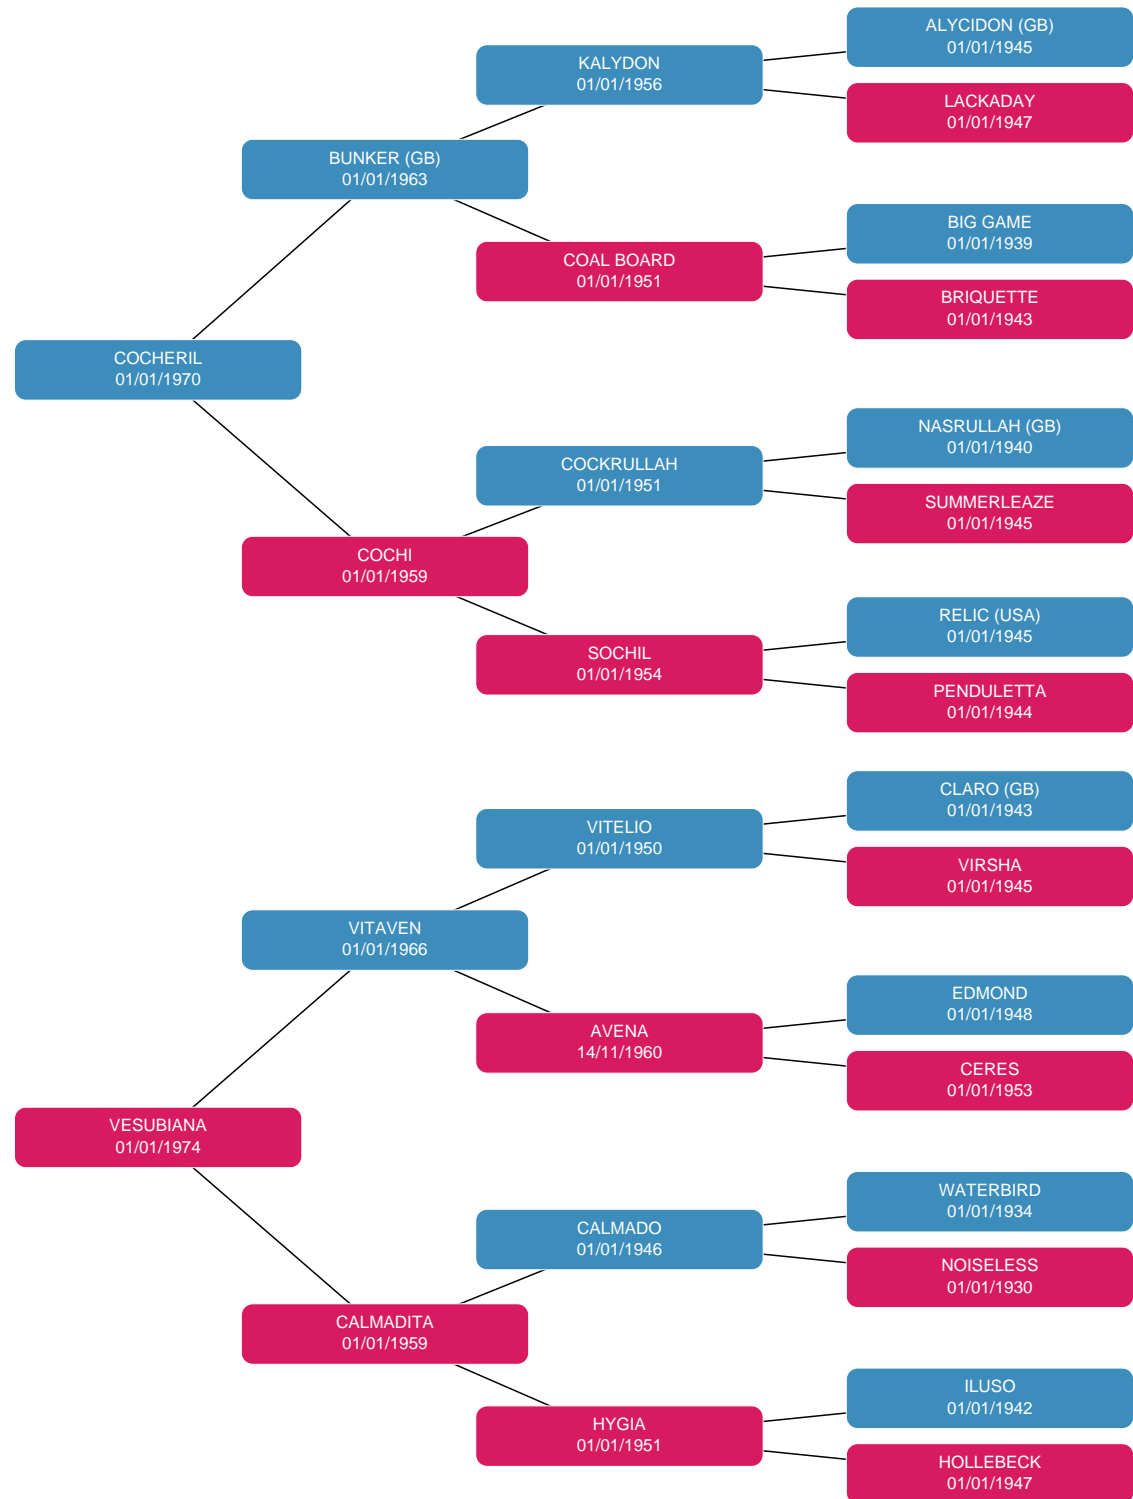 ALYCIDON (GB)
01/01/1945
KALYDON
01/01/1956
LACKADAY
01/01/1947
BUNKER (GB)
01/01/1963
BIG GAME
01/01/1939
COAL BOARD
01/01/1951
BRIQUETTE
01/01/1943
COCHERIL
01/01/1970
NASRULLAH (GB)
01/01/1940
COCKRULLAH
01/01/1951
SUMMERLEAZE
01/01/1945
COCHI
01/01/1959
RELIC (USA)
01/01/1945
SOCHIL
01/01/1954
PENDULETTA
01/01/1944
CLARO (GB)
01/01/1943
VITELIO
01/01/1950
VIRSHA
01/01/1945
VITAVEN
01/01/1966
EDMOND
01/01/1948
AVENA
14/11/1960
CERES
01/01/1953
VESUBIANA
01/01/1974
WATERBIRD
01/01/1934
CALMADO
01/01/1946
NOISELESS
01/01/1930
CALMADITA
01/01/1959
ILUSO
01/01/1942
HYGIA
01/01/1951
HOLLEBECK
01/01/1947